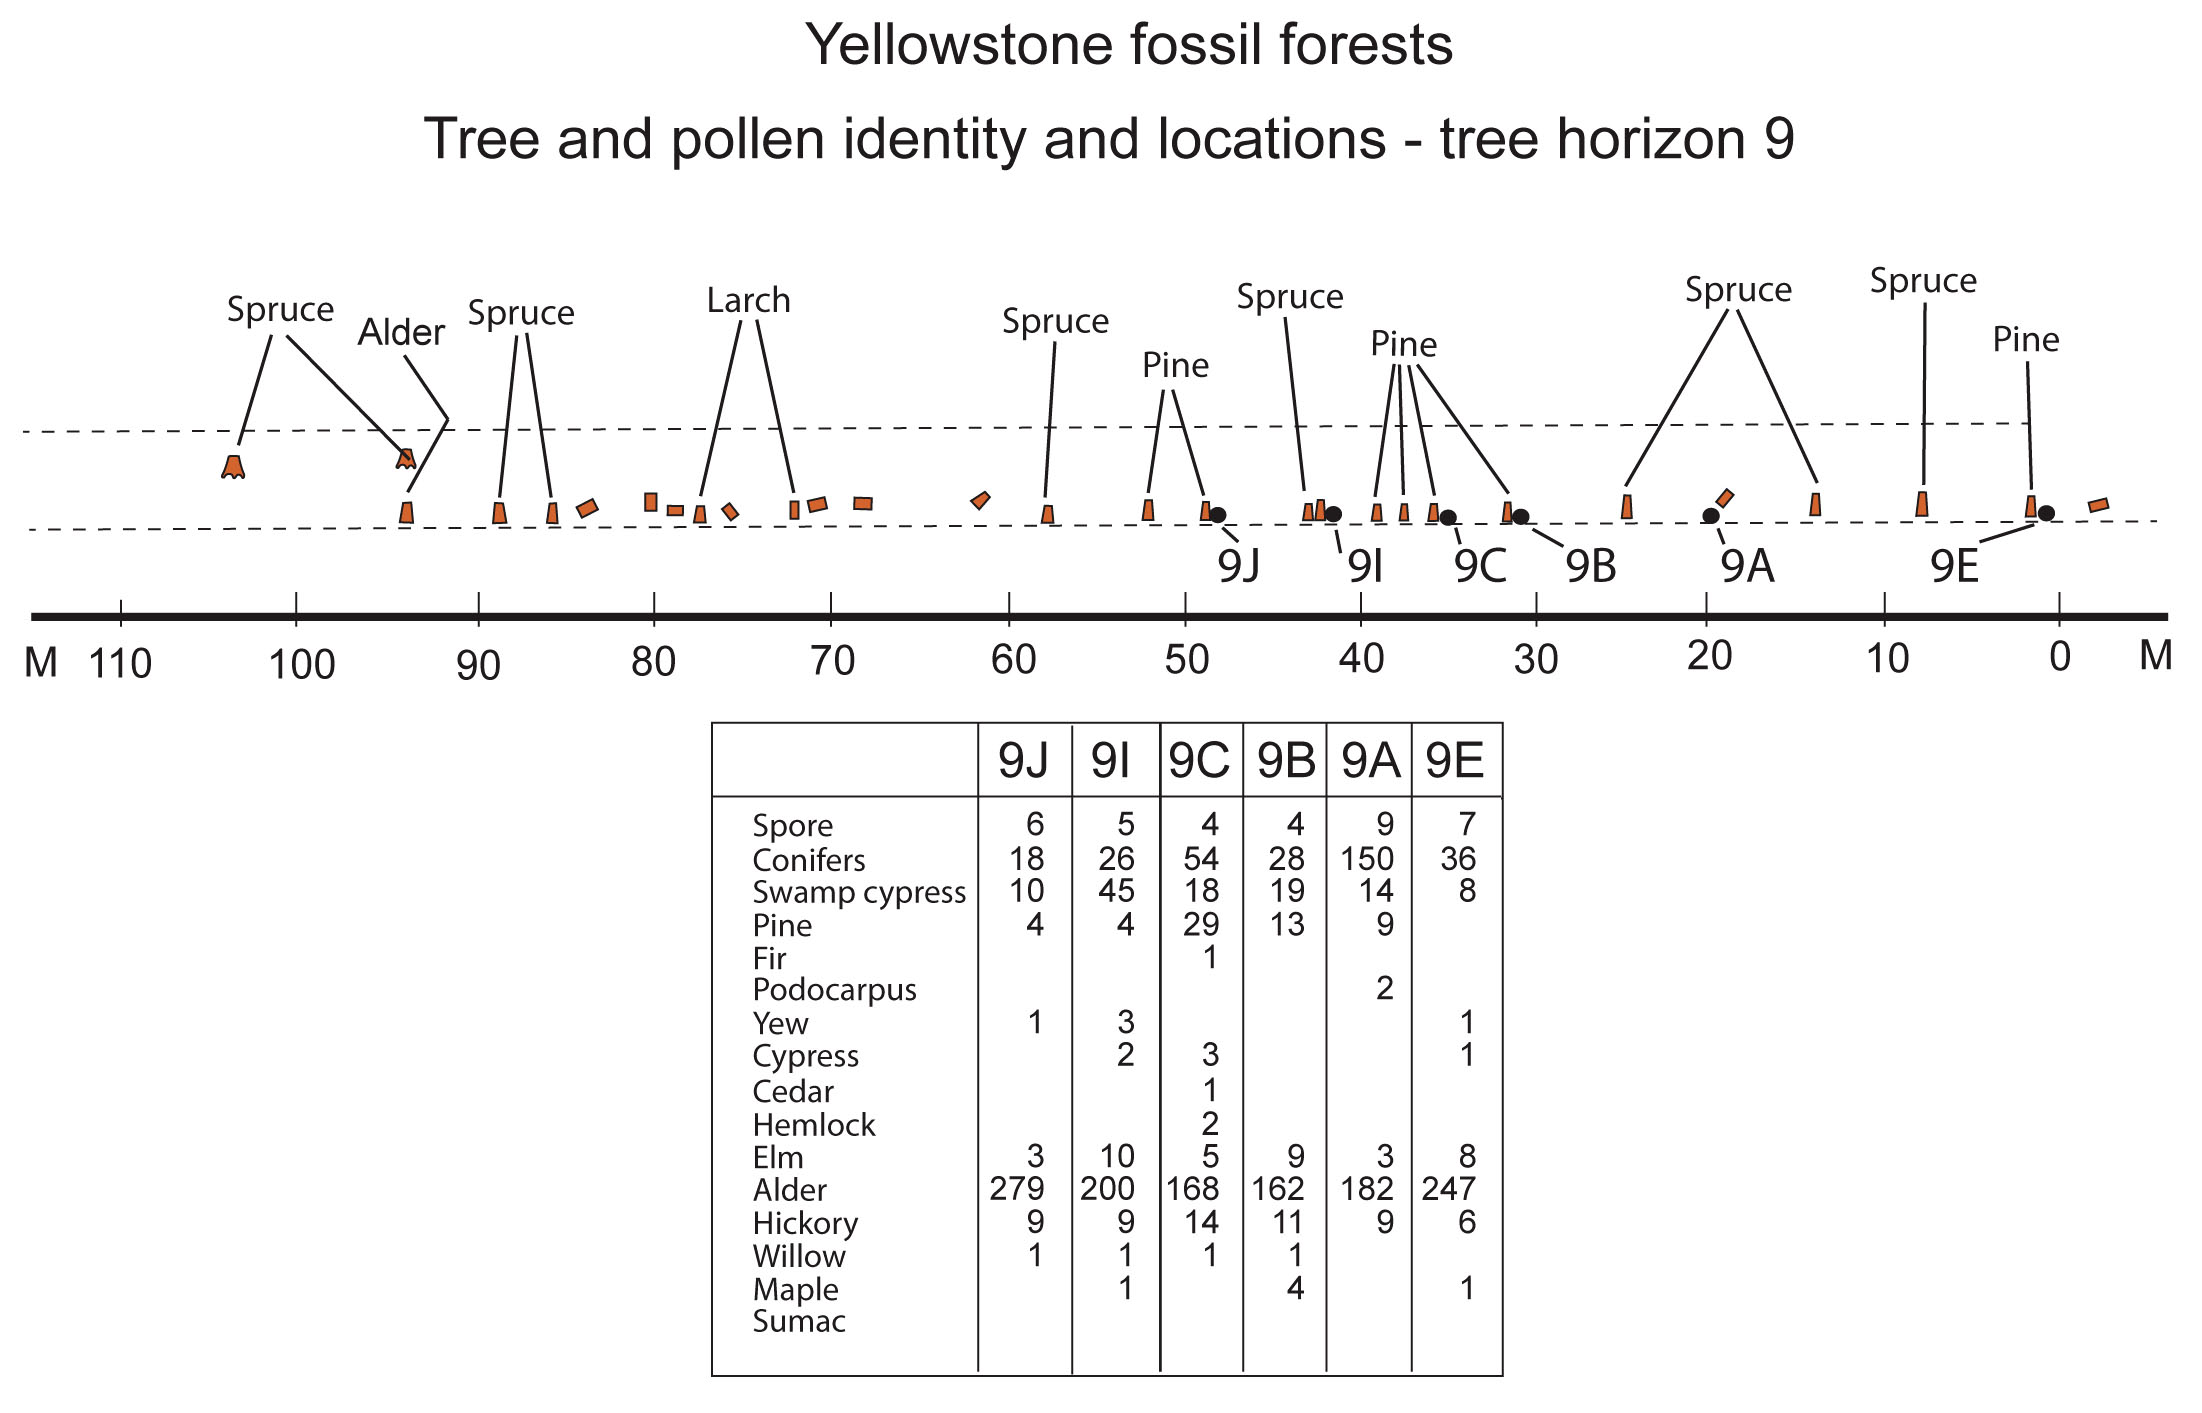 Yellowstone fossil forests
Tree and pollen identity and locations - tree horizon 9
Spruce Alder Spruce Larch Spruce Pine Spruce Pine Spruce Spruce Pine
9J 9I 9C 9B 9A 9E
M 110 100 90 80 70 60 50 40 30 20 10 0 M
9J 9I 9C 9B 9A 9E
Spore 6 5 4 4 9 7
Conifers 18 26 54 28 150 36
Swamp cypress 10 45 18 19 14 8
Pine 4 4 29 13 9
Fir 1
Podocarpus 2
Yew 1 3 1
Cypress 2 3 1
Cedar 1
Hemlock 2
Elm 3 10 5 9 3 8
Alder 279 200 168 162 182 247
Hickory 9 9 14 11 9 6
Willow 1 1 1 1
Maple 1 4 1
Sumac